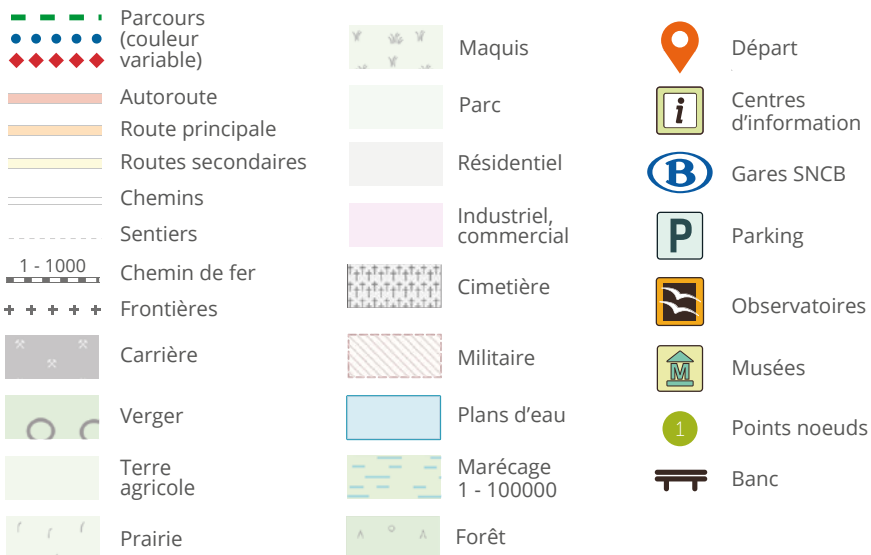 Parcours
(couleur
variable)
Autoroute
Route principale
Routes secondaires
Chemins
Sentiers
1 - 1000
Chemin de fer
Frontières
Carrière
Verger
Terre
agricole
Prairie
Maquis
Parc
Résidentiel
Industriel,
commercial
Cimetière
Militaire
Plans d’eau
Marécage
1 - 100000
Forêt
Départ
i
Centres
d’information
B
Gares SNCB
P
Parking
Observatoires
M
Musées
1
Points noeuds
Banc